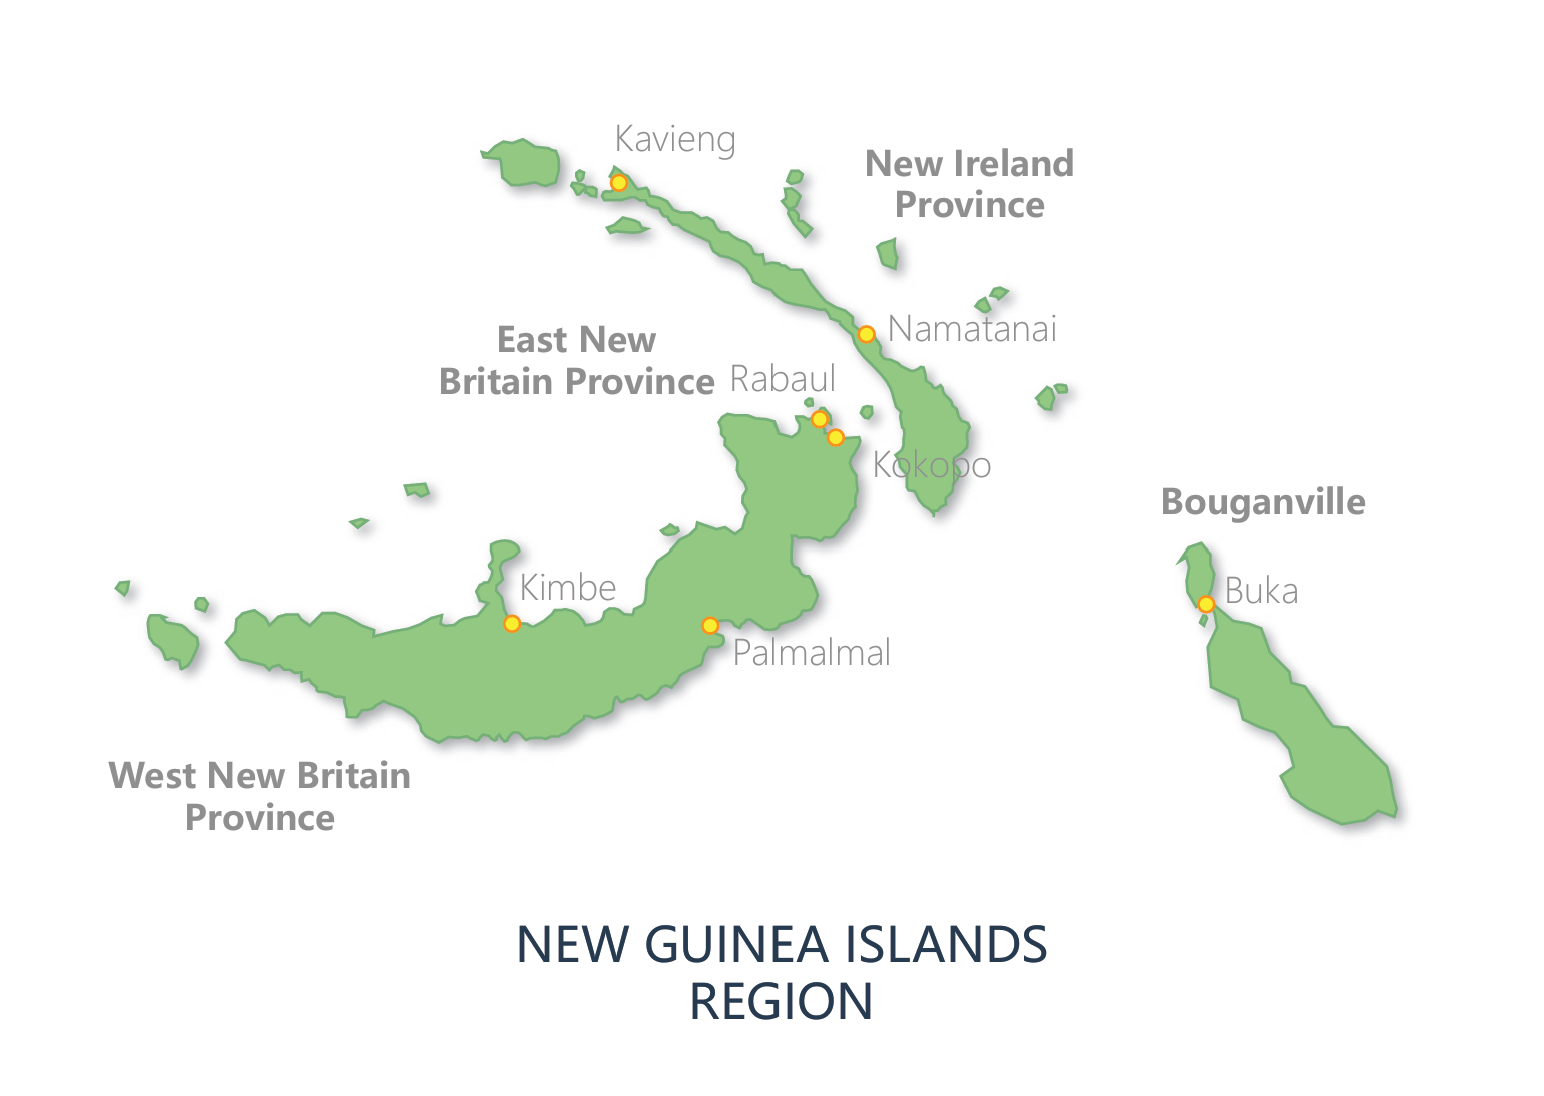 Kavieng
New Ireland
Province
Namatanai
East New
Britain Province
Rabaul
Kokopo
Bouganville
Buka
Kimbe
Palmalmal
West New Britain
Province
NEW GUINEA ISLANDS
REGION